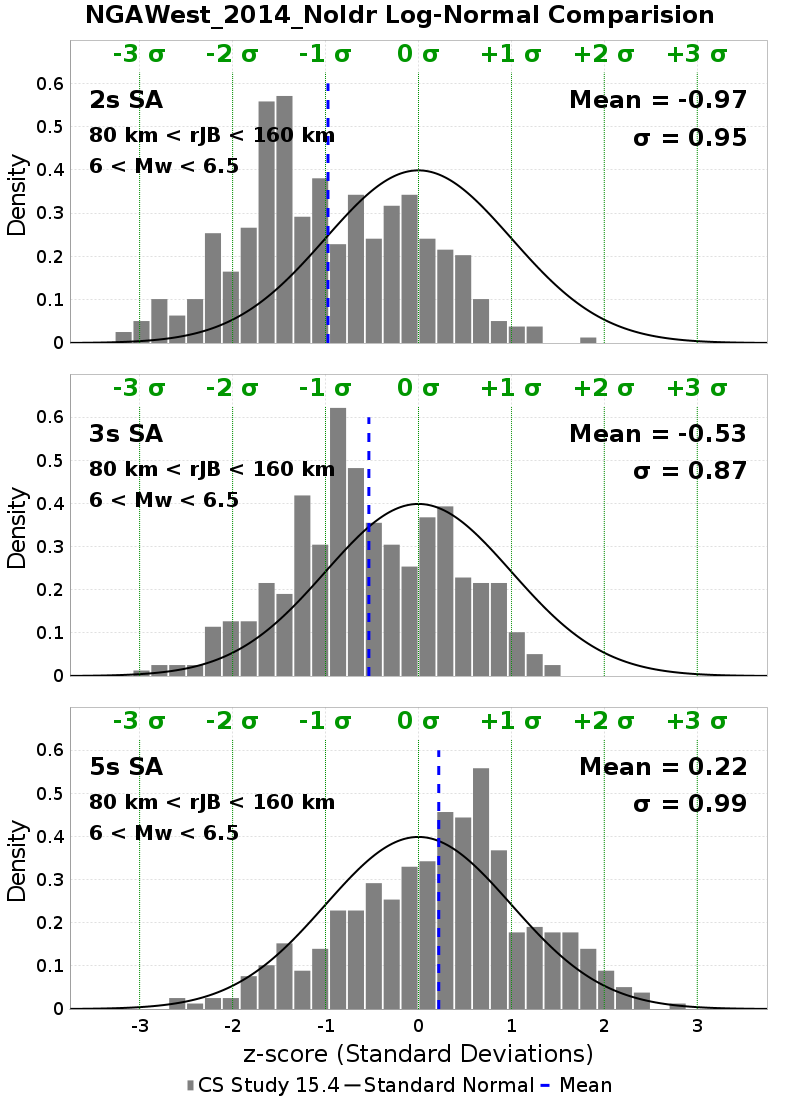 NGAWest_2014_NoIdr Log-Normal Comparision
-3 σ -2 σ -1 σ 0 σ +1 σ +2 σ +3 σ
2s SA
Mean = -0.97
80 km < rJB < 160 km
σ = 0.95
6 < Mw < 6.5
Density
0.6
0.5
0.4
0.3
0.2
0.1
0
-3 σ -2 σ -1 σ 0 σ +1 σ +2 σ +3 σ
3s SA
Mean = -0.53
80 km < rJB < 160 km
σ = 0.87
6 < Mw < 6.5
Density
0.6
0.5
0.4
0.3
0.2
0.1
0
-3 σ -2 σ -1 σ 0 σ +1 σ +2 σ +3 σ
5s SA
Mean = 0.22
80 km < rJB < 160 km
σ = 0.99
6 < Mw < 6.5
Density
0.6
0.5
0.4
0.3
0.2
0.1
0
-3 -2 -1 0 1 2 3
z-score (Standard Deviations)
CS Study 15.4 Standard Normal Mean